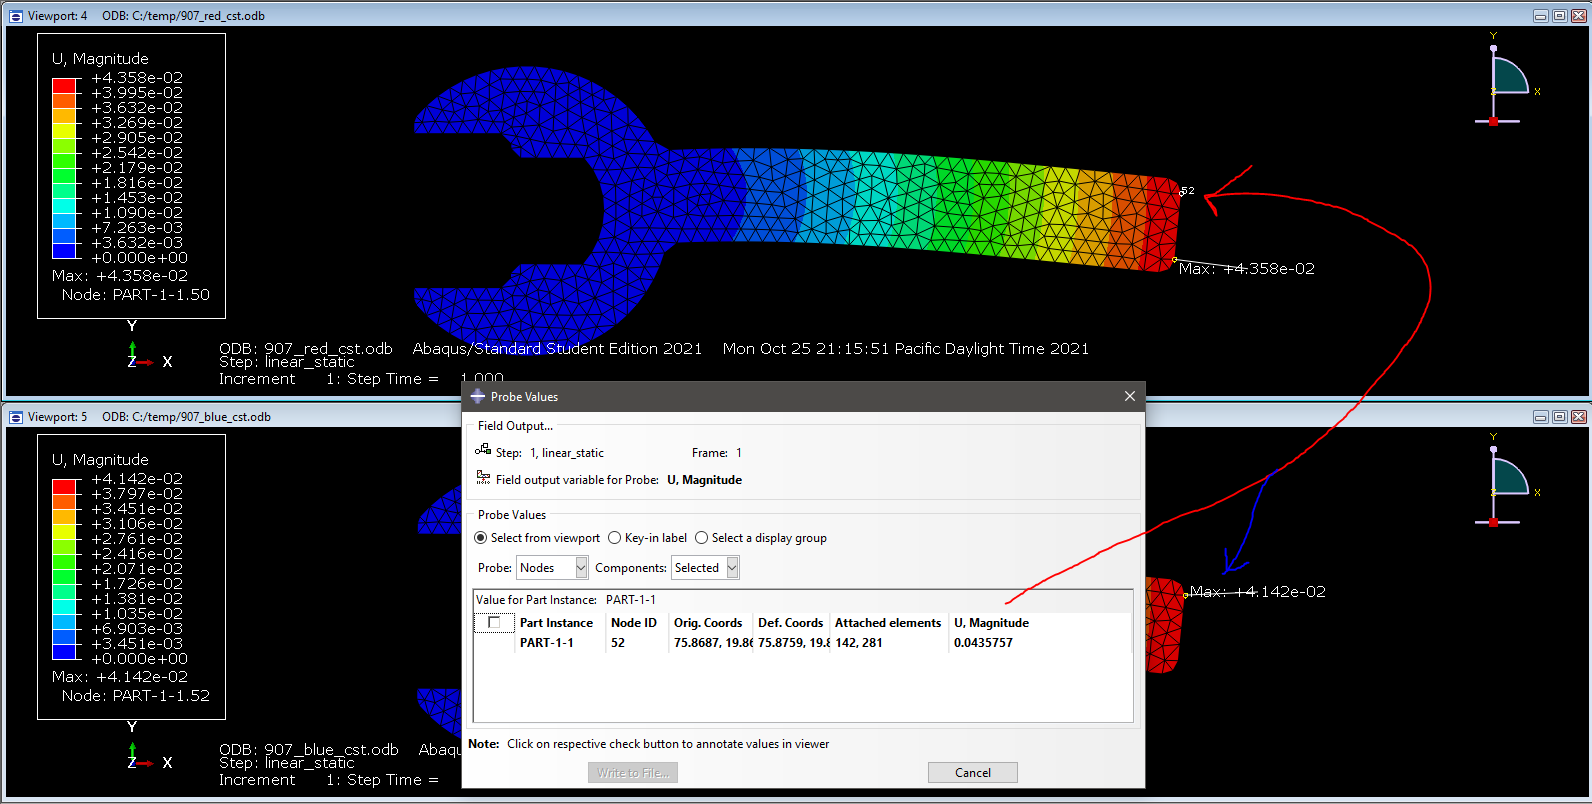 Viewport: 4 ODB: C:/temp/907_red_cst.odb
U, Magnitude
+4.358e-02
+3.995e-02
+3.632e-02
+3.269e-02
+2.905e-02
+2.542e-02
+2.179e-02
+1.816e-02
+1.453e-02
+1.090e-02
+7.263e-03
+3.632e-03
+0.000e+00
Max: +4.358e-02
Node: PART-1-1.50
52
Max: +4.358e-02
Y
Z X
Y
Z X
ODB: 907_red_cst.odb Abaqus/Standard Student Edition 2021 Mon Oct 25 21:15:51 Pacific Daylight Time 2021
Step: linear_static
Increment 1: Step Time = 1.000
Viewport: 5 ODB: C:/temp/907_blue_cst.odb
U, Magnitude
+4.142e-02
+3.797e-02
+3.451e-02
+3.106e-02
+2.761e-02
+2.416e-02
+2.071e-02
+1.726e-02
+1.381e-02
+1.035e-02
+6.903e-03
+3.451e-03
+0.000e+00
Max: +4.142e-02
Node: PART-1-1.52
Max: +4.142e-02
Y
Z X
Y
Z X
ODB: 907_blue_cst.odb Abaqu
Step: linear_static
Increment 1: Step Time =
Probe Values
Field Output...
Step: 1, linear_static Frame: 1
Field output variable for Probe: U, Magnitude
Probe Values
Select from viewport Key-in label Select a display group
Probe: Nodes Components: Selected
Value for Part Instance: PART-1-1
Part Instance Node ID Orig. Coords Def. Coords Attached elements U, Magnitude
PART-1-1 52 75.8687, 19.86 75.8759, 19.8 142, 281 0.0435757
Note: Click on respective check button to annotate values in viewer
Write to File... Cancel